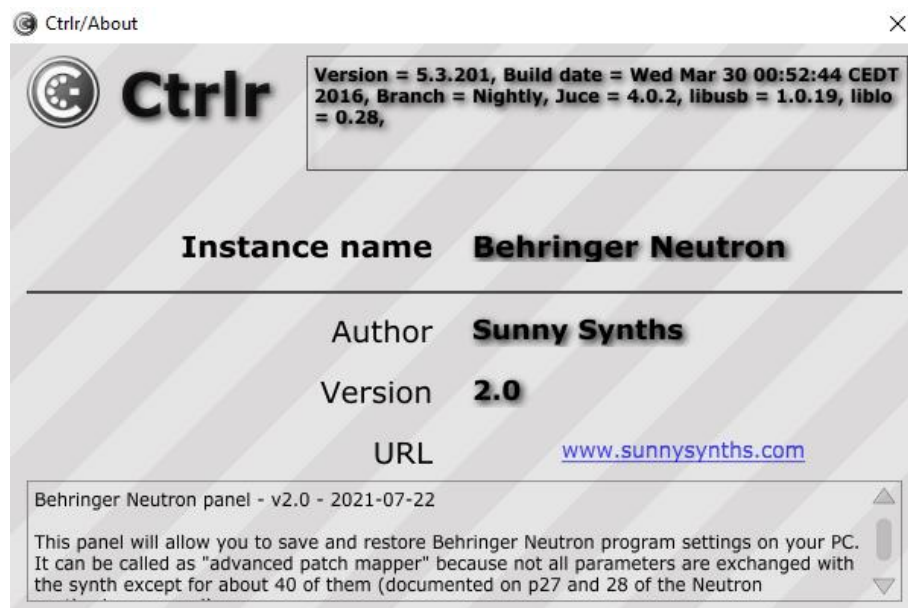 Ctrlr/About
Ctrlr
Version = 5.3.201, Build date = Wed Mar 30 00:52:44 CEDT
2016, Branch = Nightly, Juce = 4.0.2, libusb = 1.0.19, liblo
= 0.28,
Instance name Behringer Neutron
Author Sunny Synths
Version 2.0
URL www.sunnysynths.com
Behringer Neutron panel - v2.0 - 2021-07-22
This panel will allow you to save and restore Behringer Neutron program settings on your PC.
It can be called as "advanced patch mapper" because not all parameters are exchanged with
the synth except for about 40 of them (documented on p27 and 28 of the Neutron